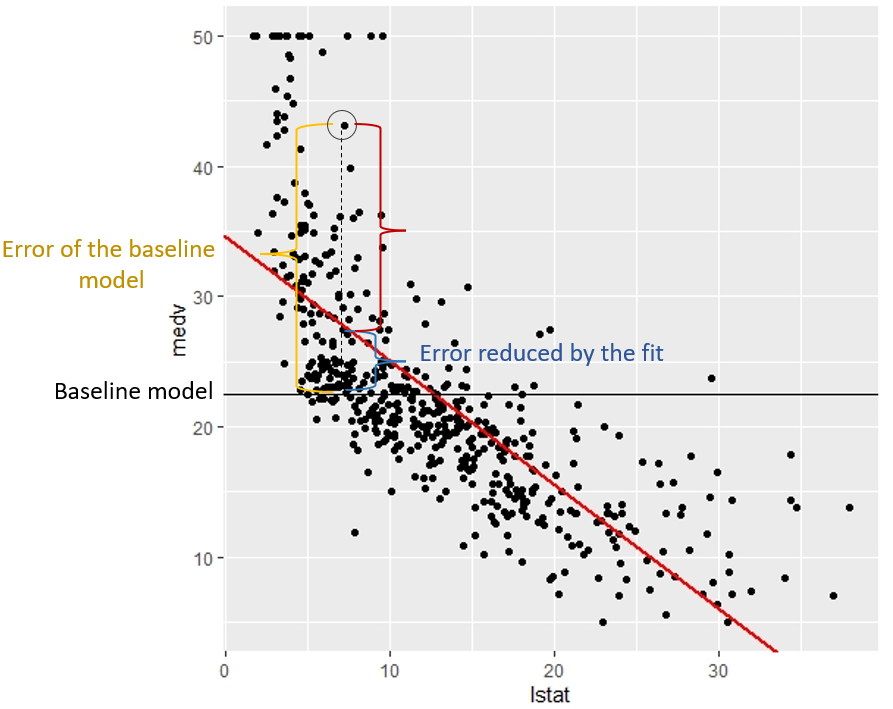 50
40
Error of the baseline
model
30
medv
Error reduced by the fit
Baseline model
20
10
0
10
20
30
lstat